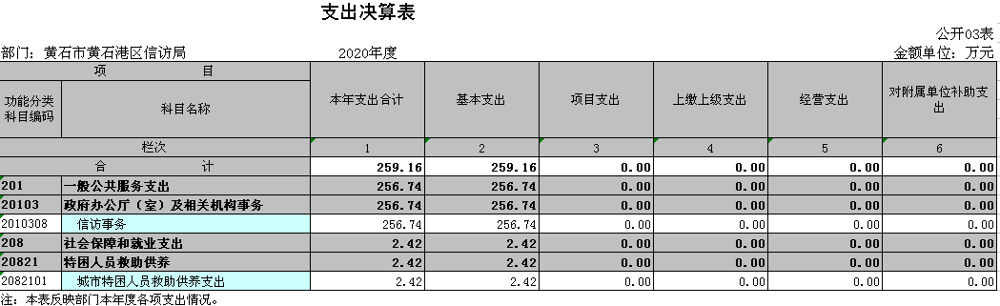 支出决算表
公开03表
部门：黄石市黄石港区信访局 2020年度 金额单位：万元
项 目 本年支出合计 基本支出 项目支出 上缴上级支出 经营支出 对附属单位补助支出
功能分类科目编码 科目名称
栏次 1 2 3 4 5 6
合 计 259.16 259.16 0.00 0.00 0.00 0.00
201 一般公共服务支出 256.74 256.74 0.00 0.00 0.00 0.00
20103 政府办公厅（室）及相关机构事务 256.74 256.74 0.00 0.00 0.00 0.00
2010308 信访事务 256.74 256.74 0.00 0.00 0.00 0.00
208 社会保障和就业支出 2.42 2.42 0.00 0.00 0.00 0.00
20821 特困人员救助供养 2.42 2.42 0.00 0.00 0.00 0.00
2082101 城市特困人员救助供养支出 2.42 2.42 0.00 0.00 0.00 0.00
注：本表反映部门本年度各项支出情况。